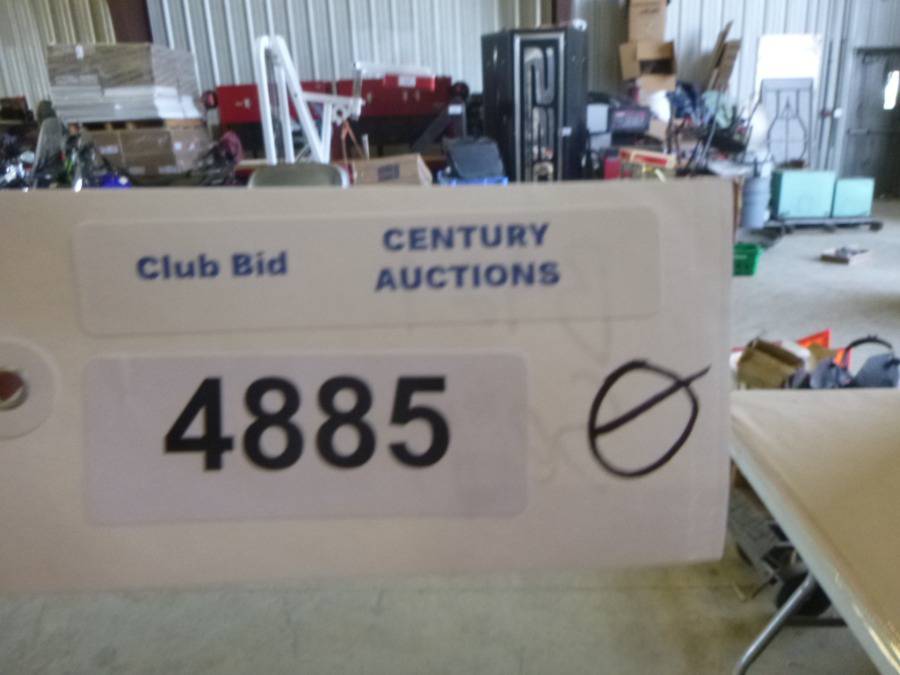 Club Bid
CENTURY
AUCTIONS
4885